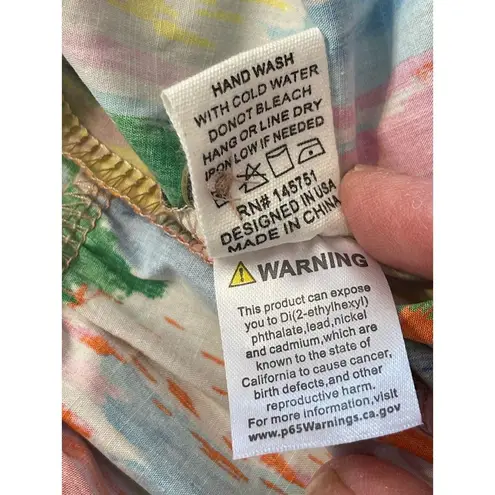 HAND WASH
WITH COLD WATER
DONOT BLEACH
HANG OR LINE DRY
IRON LOW IF NEEDED
RN# 145751
DESIGNED IN USA
MADE IN CHINA
WARNING
This product can expose
you to Di(2-ethylhexyl)
phthalate,lead,nickel
and cadmium,which are
known to the state of
California to cause cancer,
birth defects,and other
reproductive harm.
For more information,visit
www.p65Warnings.ca.gov